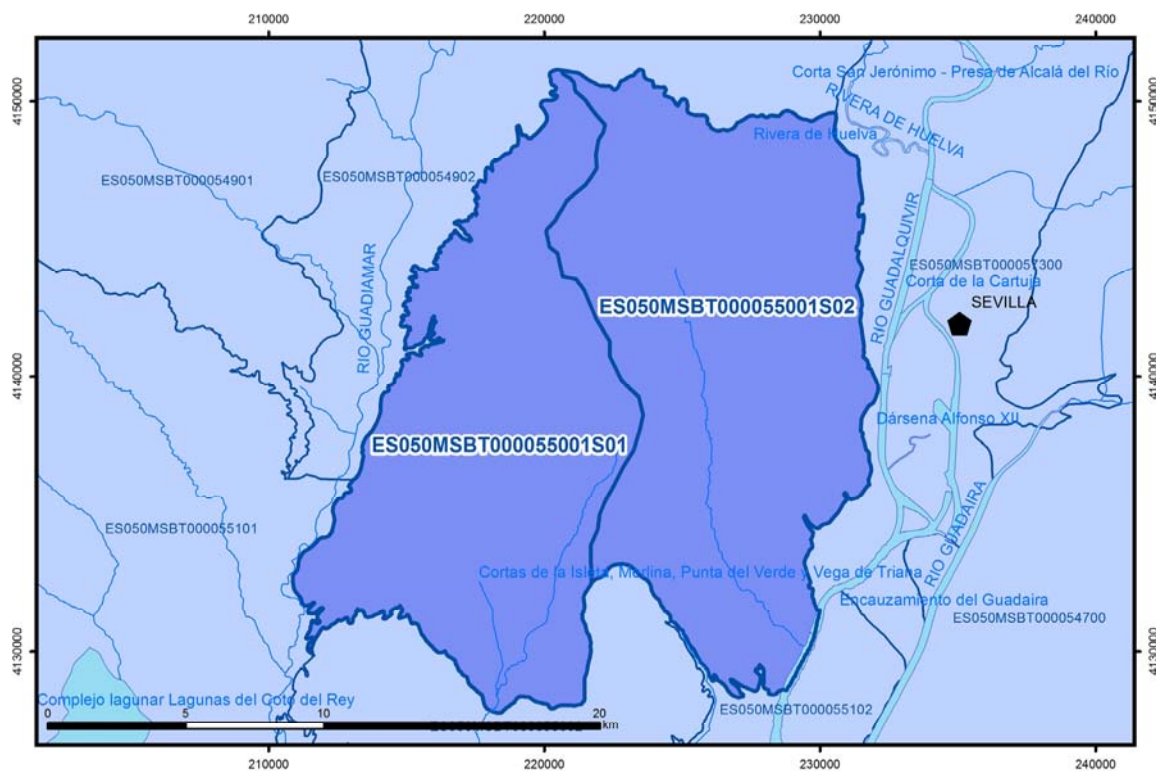 210000
220000
230000
240000
4150000
4150000
Corta San Jerónimo - Presa de Alcalá del Río
RIVERA DE HUELVA
Rivera de Huelva
ES050MSBT000054901
ES050MSBT000054902
RIO GUADALQUIVIR
RIO GUADIAMAR
ES050MSBT000057300
Corta de la Cartuja
SEVILLA
ES050MSBT000055001S02
4140000
4140000
Dársena Alfonso XII
ES050MSBT000055001S01
ES050MSBT000055101
RIO GUADAIRA
Cortas de la Isleta, Merlina, Punta del Verde y Vega de Triana
Encauzamiento del Guadaira
ES050MSBT000054700
4130000
4130000
Complejo lagunar Lagunas del Coto del Rey
ES050MSBT000055102
0 5 10 20
km
210000
220000
230000
240000